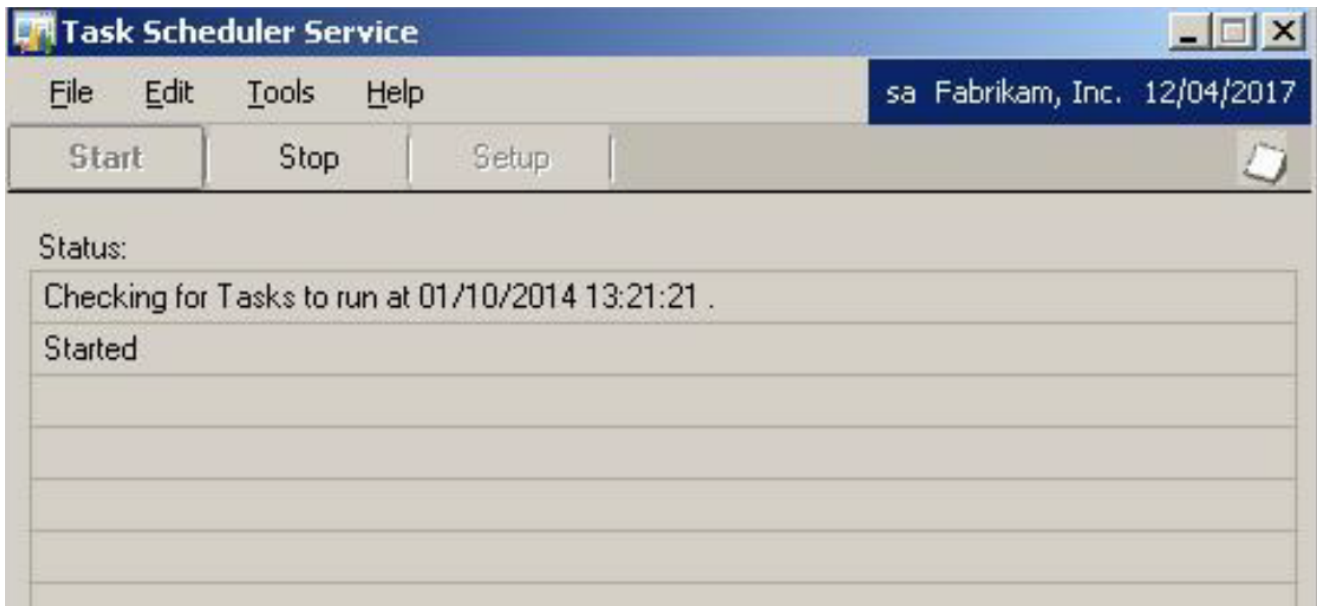 Task Scheduler Service
File Edit Tools Help sa Fabrikam, Inc. 12/04/2017
Start Stop Setup
Status:
Checking for Tasks to run at 01/10/2014 13:21:21 .
Started